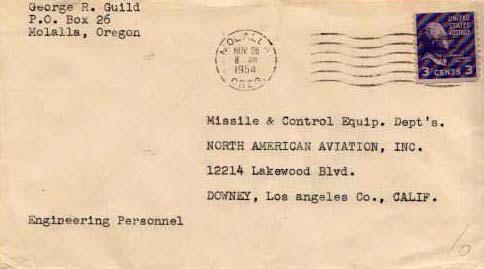 George R. Guild
P.O. Box 26
Molalla, Oregon
MOLALLA
NOV 26
8 AM
1954
OREG.
UNITED STATES
POSTAGE
3 CENTS 3
Missile & Control Equip. Dept's.
NORTH AMERICAN AVIATION, INC.
12214 Lakewood Blvd.
DOWNEY, Los angeles Co., CALIF.
Engineering Personnel
10